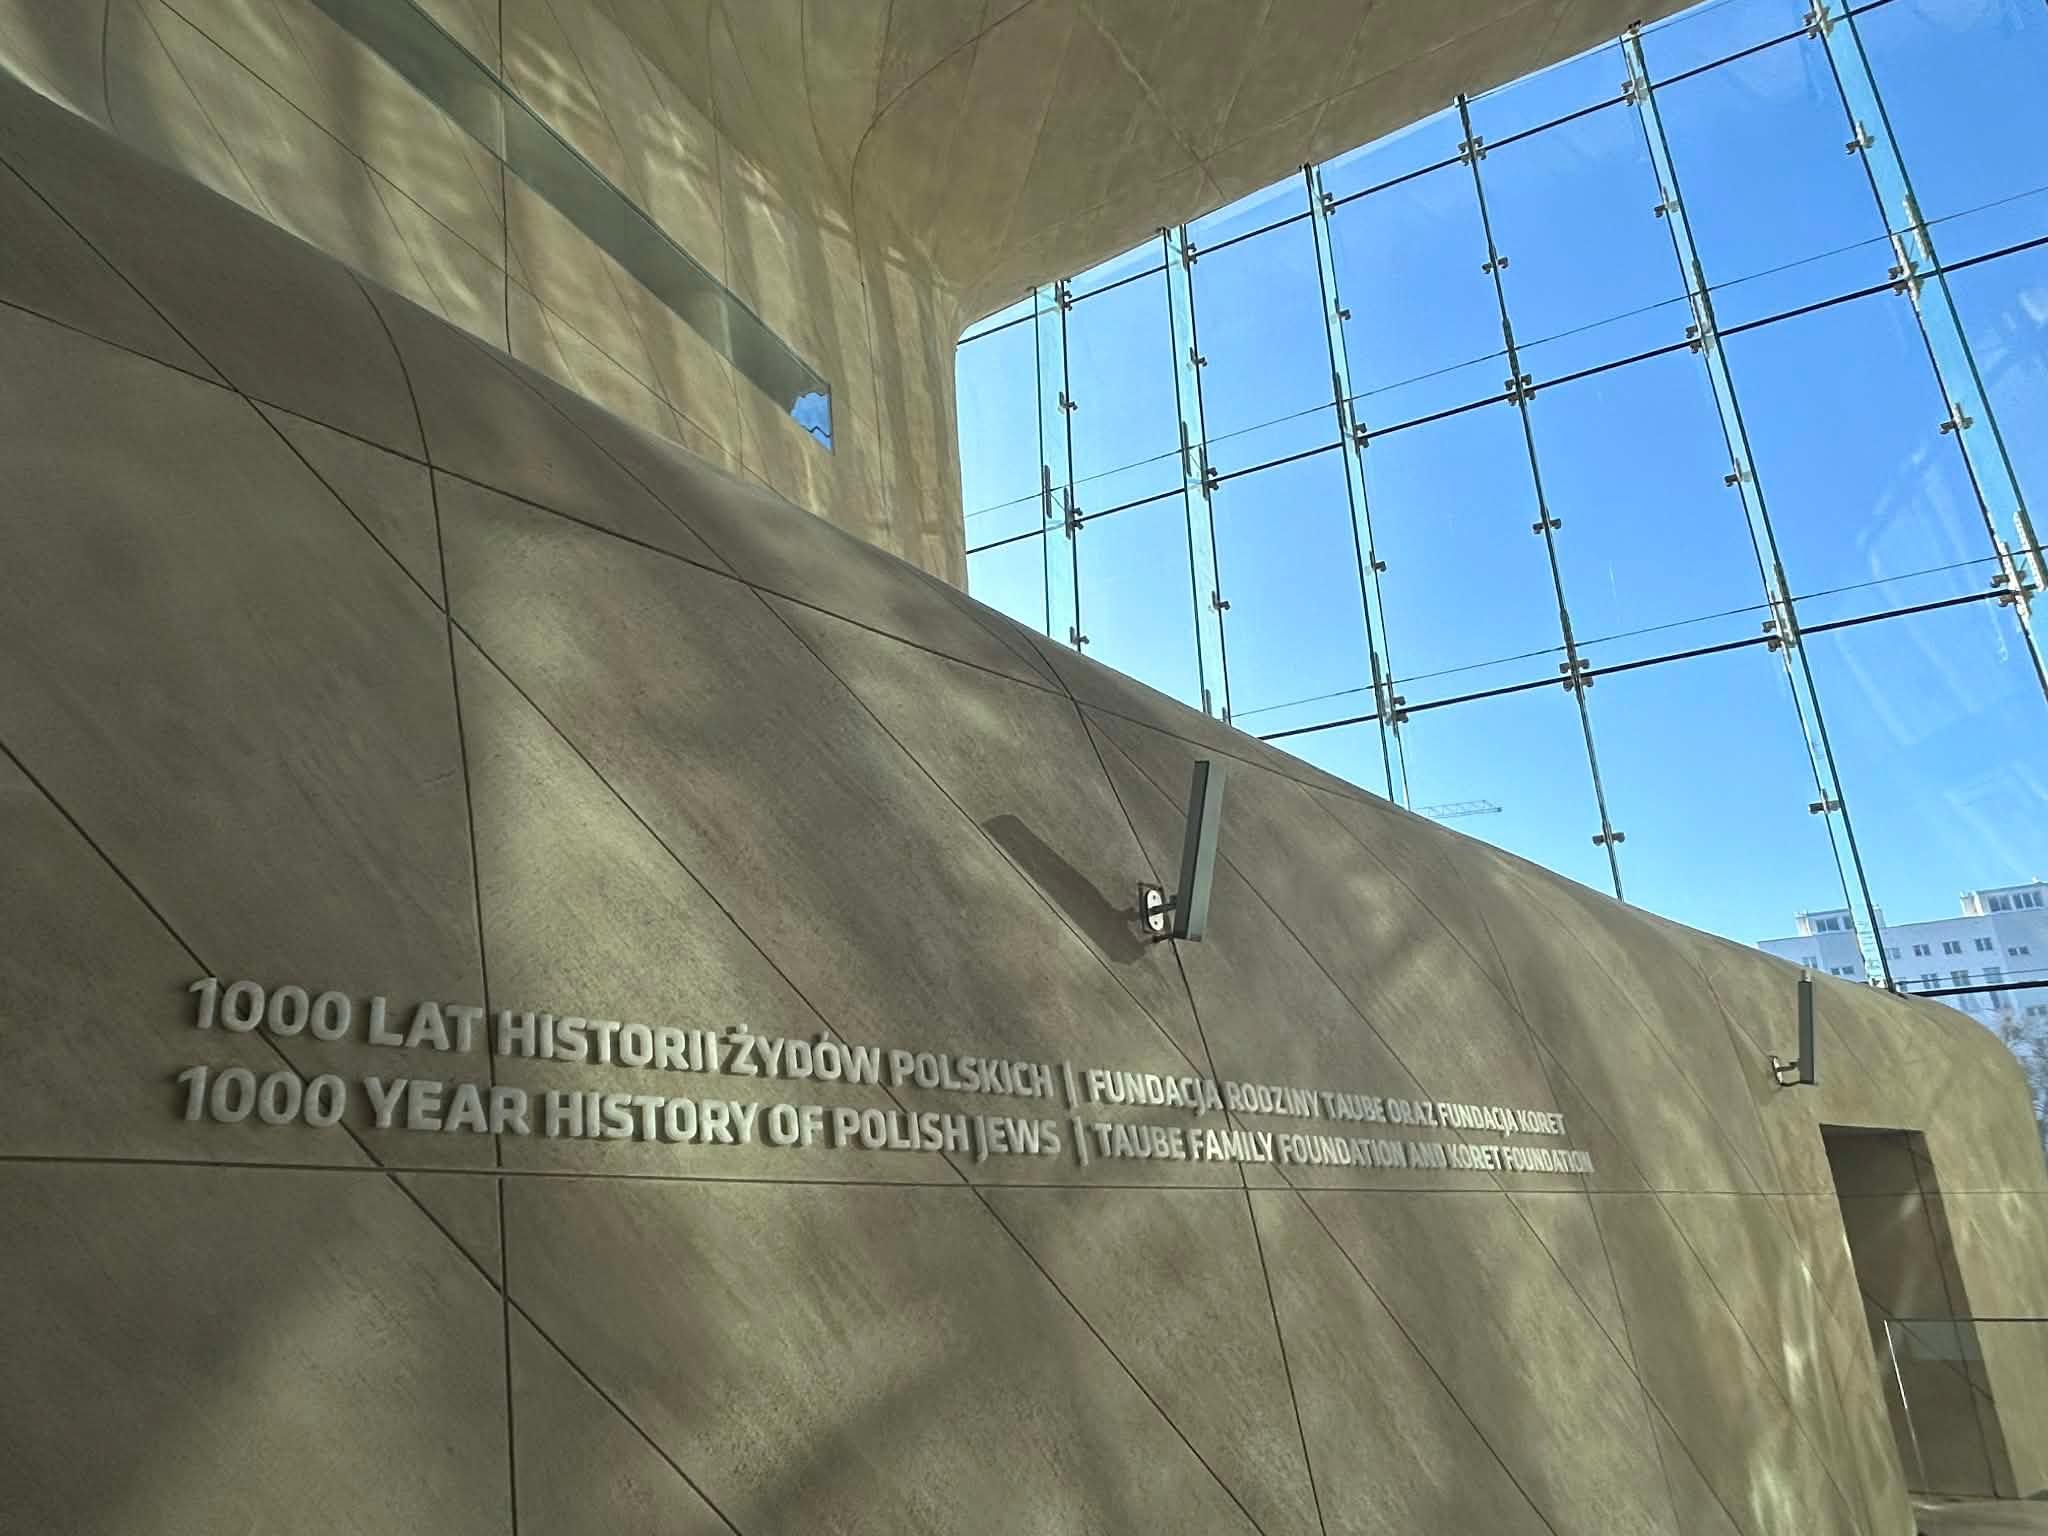 1000 LAT HISTORII ŻYDÓW POLSKICH | FUNDACJA RODZINY TAUBE ORAZ FUNDACJA KORET
1000 YEAR HISTORY OF POLISH JEWS | TAUBE FAMILY FOUNDATION AND KORET FOUNDATION